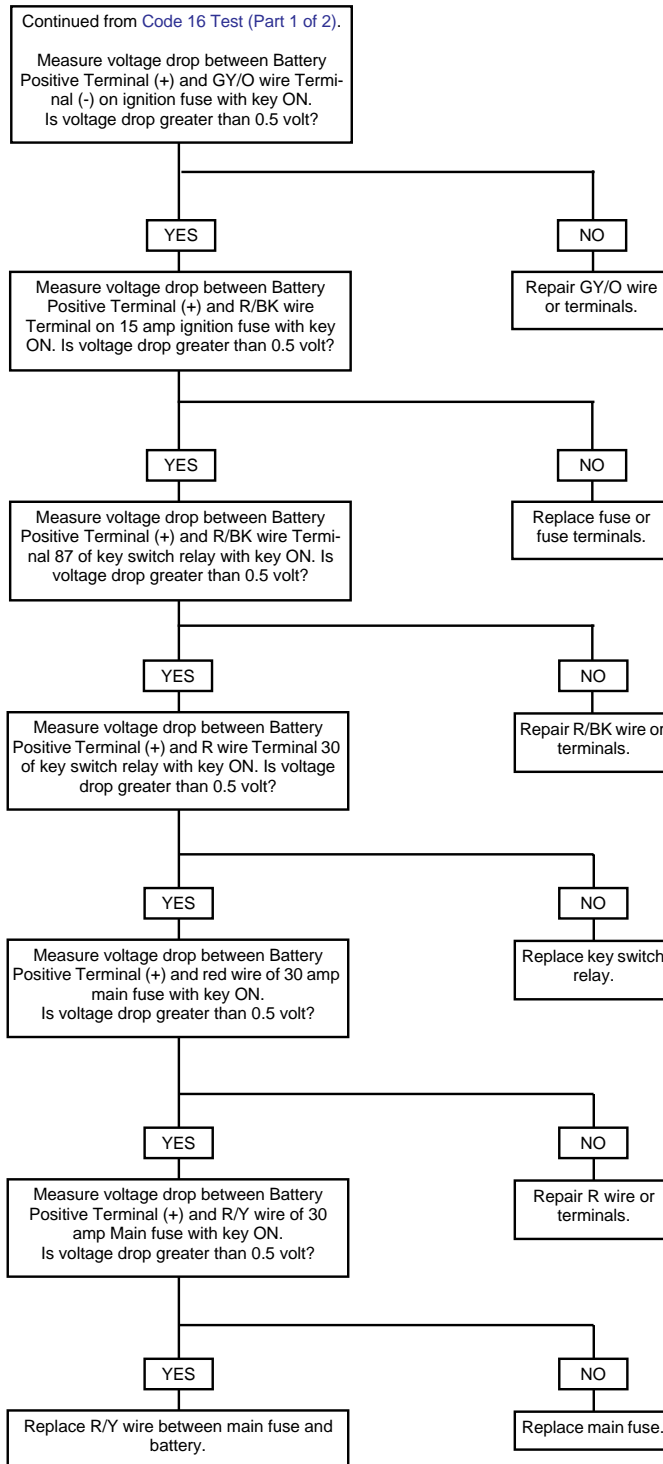 Continued from Code 16 Test (Part 1 of 2).
Measure voltage drop between Battery
Positive Terminal (+) and GY/O wire Termi-
nal (-) on ignition fuse with key ON.
Is voltage drop greater than 0.5 volt?
YES
NO
Measure voltage drop between Battery
Positive Terminal (+) and R/BK wire
Terminal on 15 amp ignition fuse with key
ON. Is voltage drop greater than 0.5 volt?
Repair GY/O wire
or terminals.
YES
NO
Measure voltage drop between Battery
Positive Terminal (+) and R/BK wire Termi-
nal 87 of key switch relay with key ON. Is
voltage drop greater than 0.5 volt?
Replace fuse or
fuse terminals.
YES
NO
Measure voltage drop between Battery
Positive Terminal (+) and R wire Terminal 30
of key switch relay with key ON. Is voltage
drop greater than 0.5 volt?
Repair R/BK wire or
terminals.
YES
NO
Measure voltage drop between Battery
Positive Terminal (+) and red wire of 30 amp
main fuse with key ON.
Is voltage drop greater than 0.5 volt?
Replace key switch
relay.
YES
NO
Measure voltage drop between Battery
Positive Terminal (+) and R/Y wire of 30
amp Main fuse with key ON.
Is voltage drop greater than 0.5 volt?
Repair R wire or
terminals.
YES
NO
Replace R/Y wire between main fuse and
battery.
Replace main fuse.